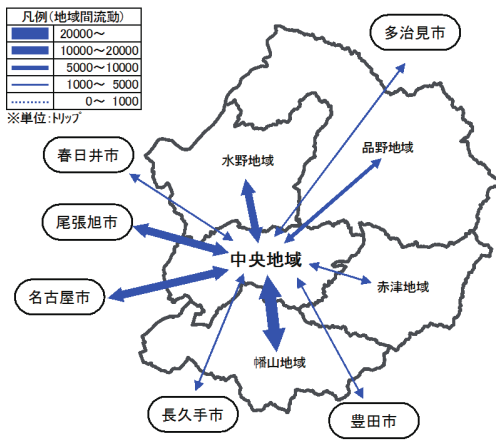 凡例(地域間流動)
20000～
10000～20000
5000～10000
1000～ 5000
0～ 1000
※単位:トリップ
多治見市
春日井市
水野地域
品野地域
尾張旭市
中央地域
名古屋市
赤津地域
幡山地域
長久手市
豊田市